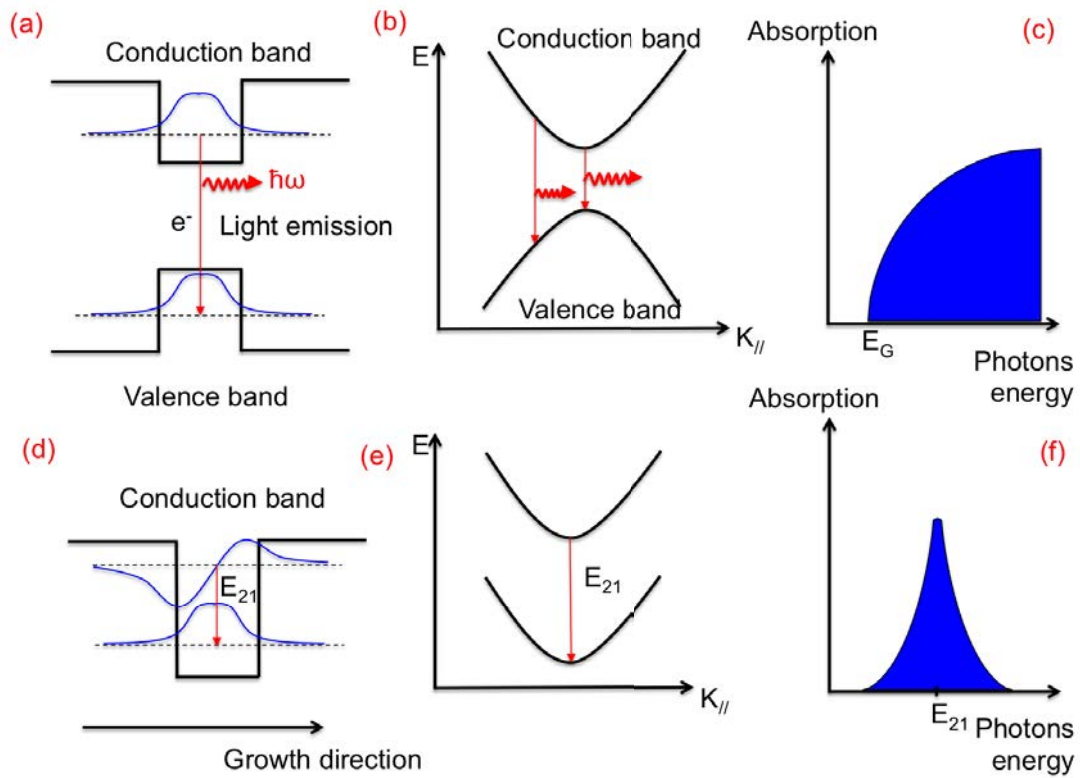 (a)
Conduction band
ħω
e-
Light emission
Valence band
(b)
E
Conduction band
Valence band
K//
Absorption
(c)
EG
Photons
energy
(d)
Conduction band
E21
Growth direction
(e)
E
E21
K//
Absorption
(f)
E21
Photons
energy